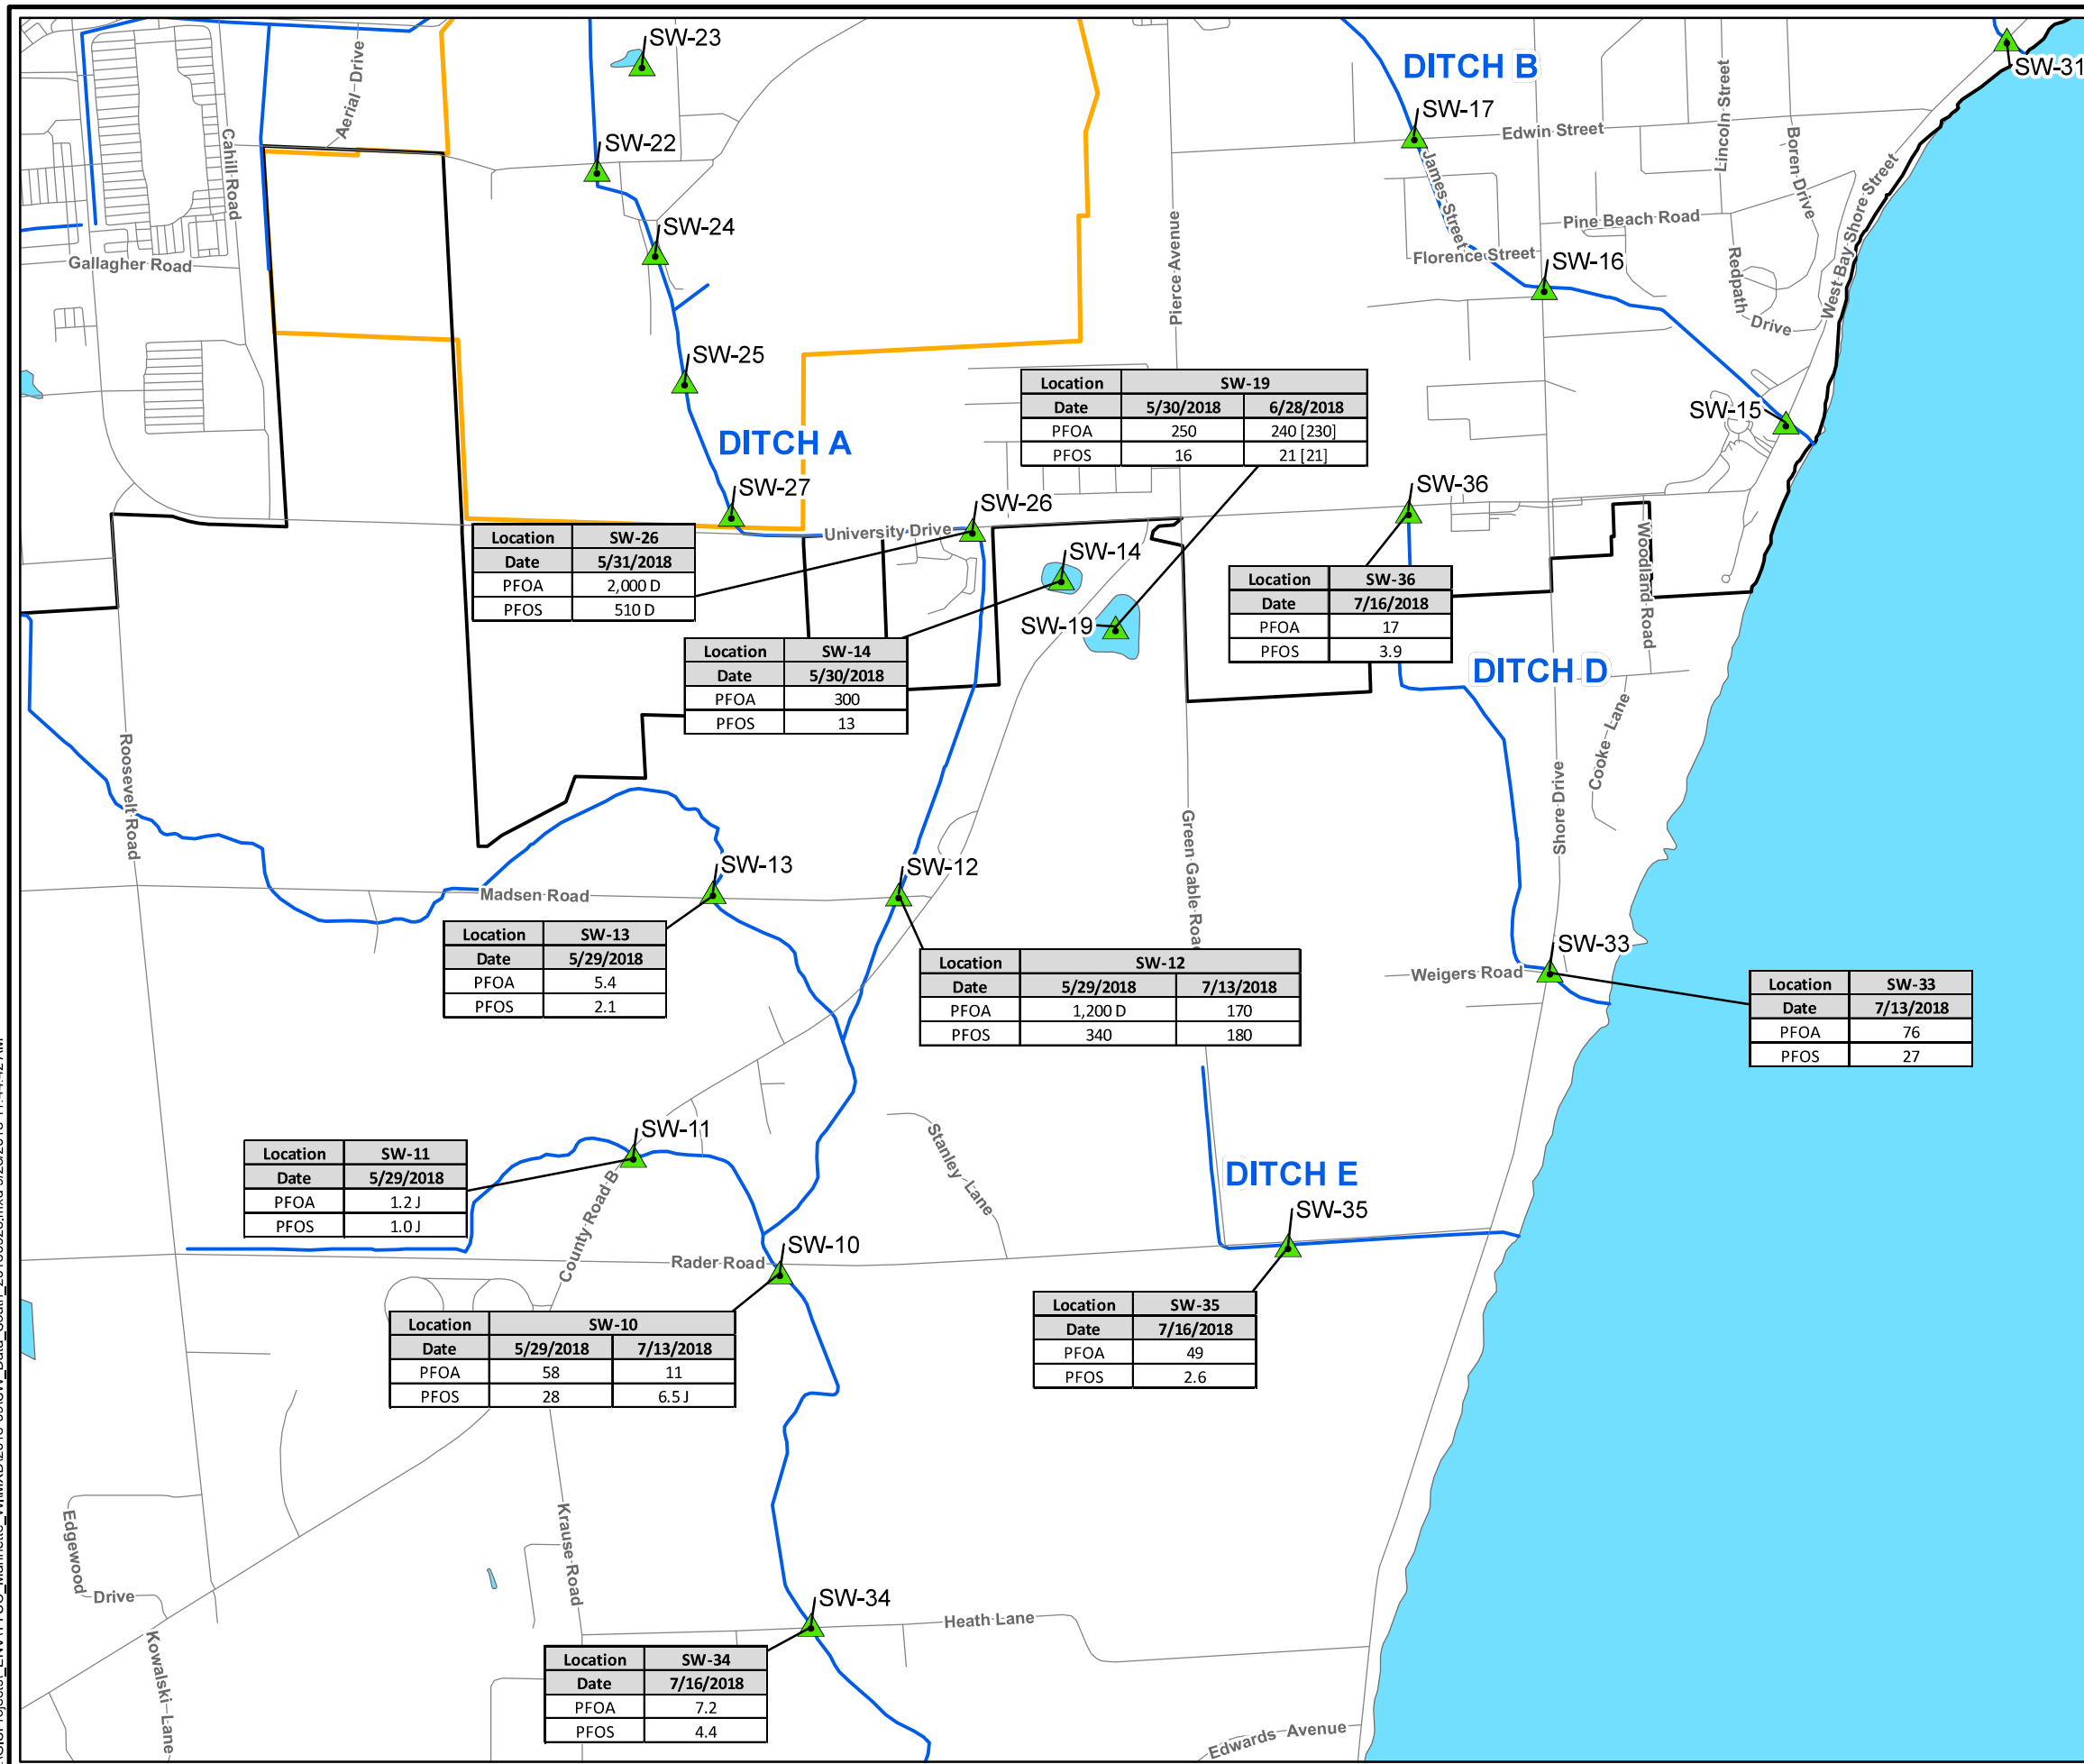 SW-23
DITCH B
SW-31
SW-17
Edwin Street
Aerial Drive
Cahill Road
Lincoln Street
Boren Drive
SW-22
James Street
Pine Beach Road
West Bay Shore Street
SW-24
Gallagher Road
Pierce Avenue
Florence Street
SW-16
Redpath Drive
SW-25
SW-15
DITCH A
Location SW-19
Date 5/30/2018 6/28/2018
PFOA 250 240 [230]
PFOS 16 21 [21]
SW-27
SW-26
SW-36
University Drive
Woodland Road
Location SW-26
Date 5/31/2018
PFOA 2,000 D
PFOS 510 D
SW-14
SW-19
Location SW-36
Date 7/16/2018
PFOA 17
PFOS 3.9
Location SW-14
Date 5/30/2018
PFOA 300
PFOS 13
DITCH D
Cooke Lane
Roosevelt Road
Shore Drive
Green Gable Road
SW-13
SW-12
Madsen Road
Location SW-13
Date 5/29/2018
PFOA 5.4
PFOS 2.1
Location SW-12
Date 5/29/2018 7/13/2018
PFOA 1,200 D 170
PFOS 340 180
SW-33
Weigers Road
Location SW-33
Date 7/13/2018
PFOA 76
PFOS 27
SW-11
Location SW-11
Date 5/29/2018
PFOA 1.2 J
PFOS 1.0 J
County Road B
Stanley Lane
DITCH E
SW-35
SW-10
Rader Road
Location SW-10
Date 5/29/2018 7/13/2018
PFOA 58 11
PFOS 28 6.5 J
Location SW-35
Date 7/16/2018
PFOA 49
PFOS 2.6
Edgewood Drive
Krause Road
Kowalski Lane
SW-34
Heath Lane
Location SW-34
Date 7/16/2018
PFOA 7.2
PFOS 4.4
Edwards Avenue